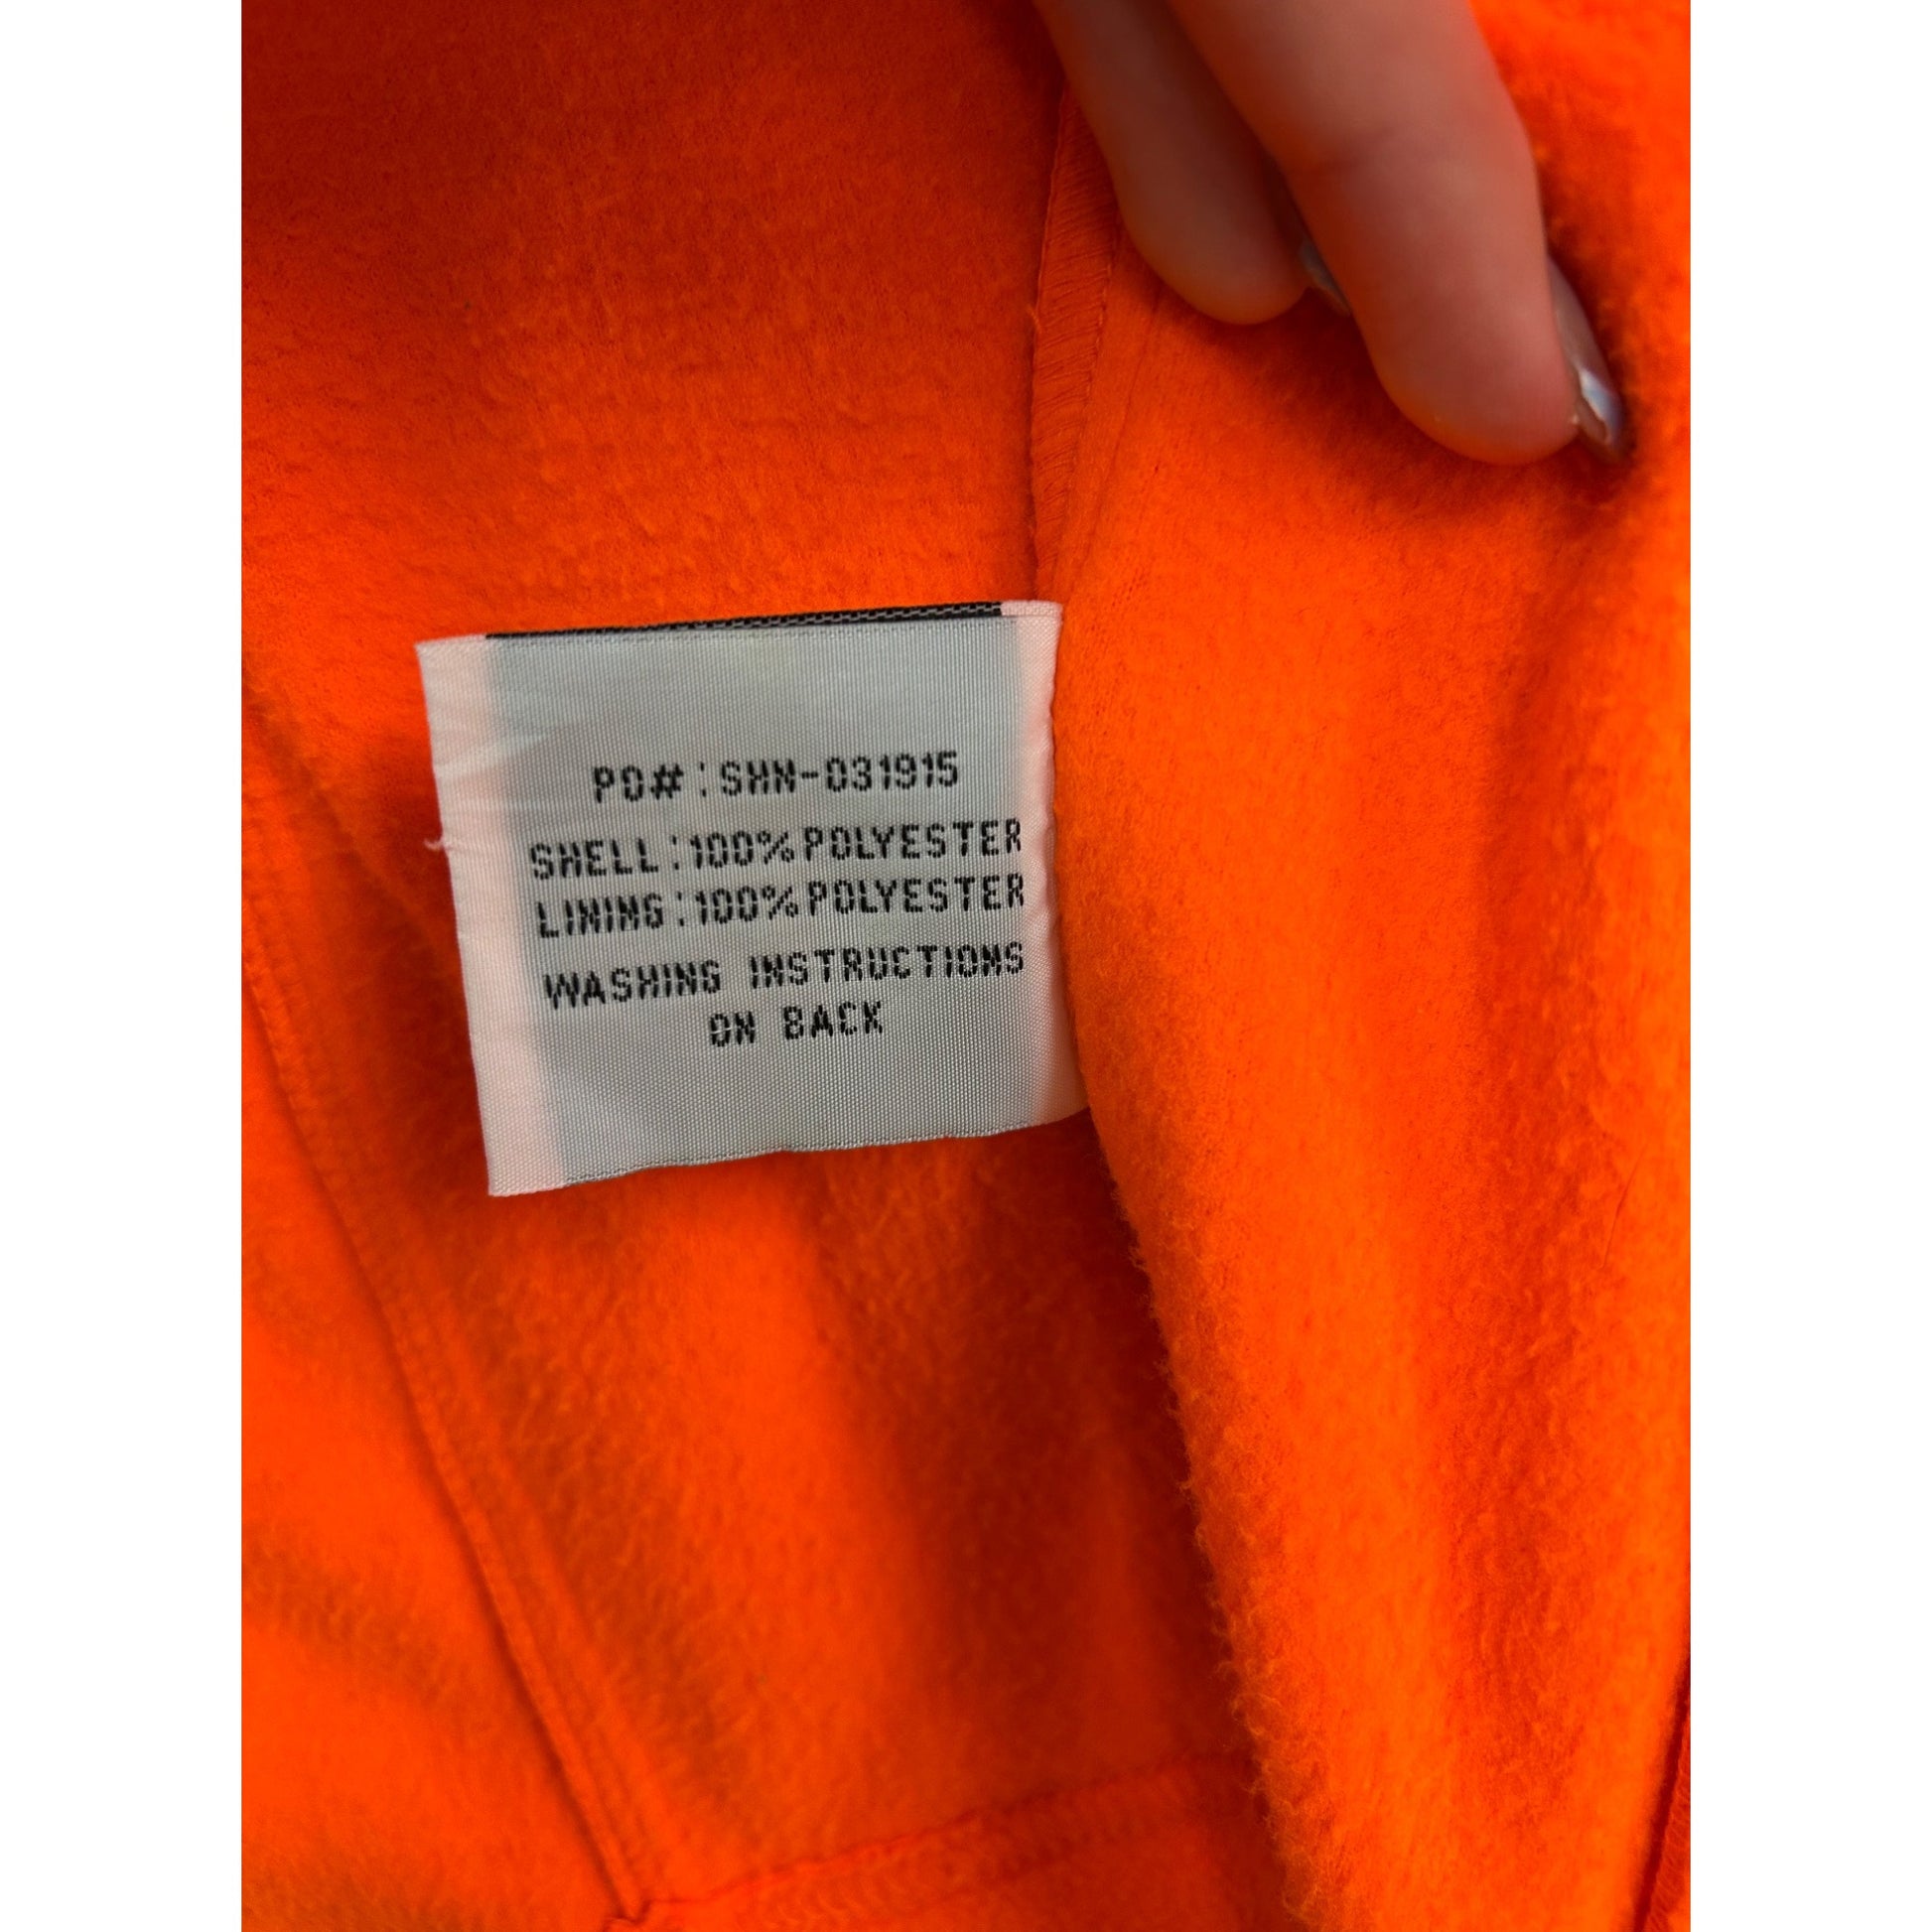 PO#:SHN-031915
SHELL:100%POLYESTER
LINING:100%POLYESTER
WASHING INSTRUCTIONS
ON BACK